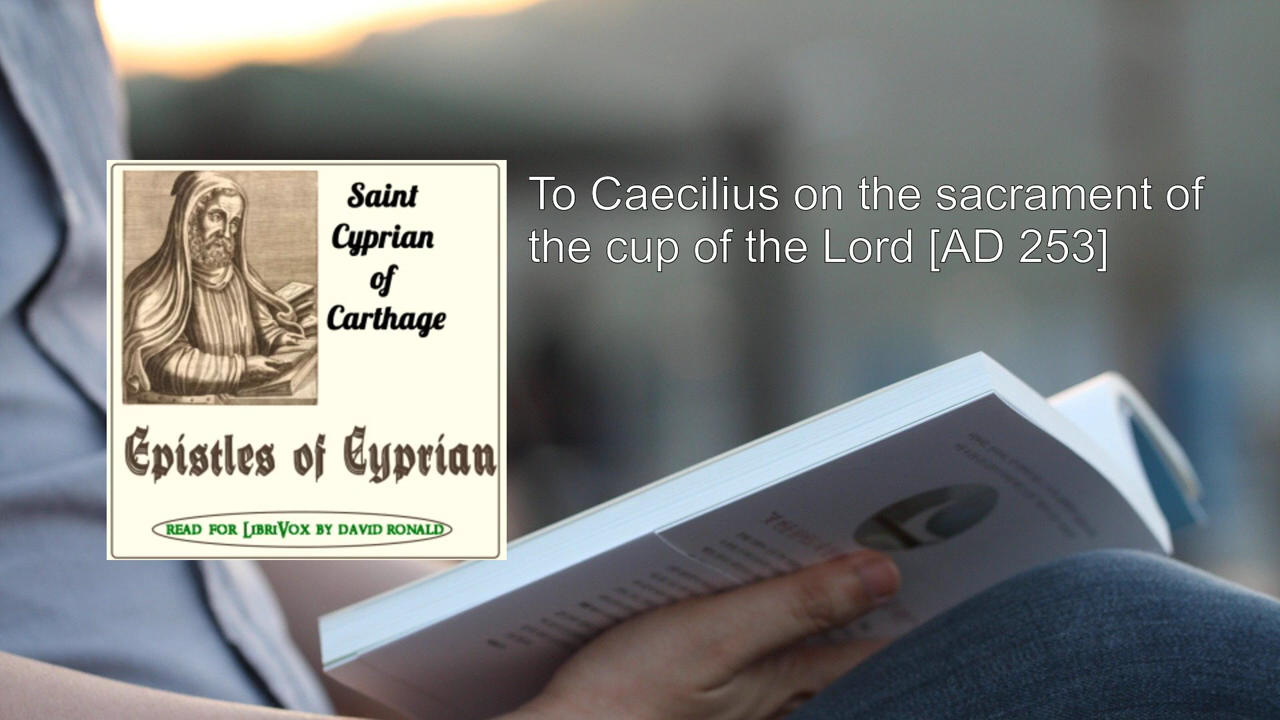 Saint
Cyprian
of
Carthage
Epistles of Cyprian
READ FOR LIBRIVOX BY DAVID RONALD
To Caecilius on the sacrament of
the cup of the Lord [AD 253]